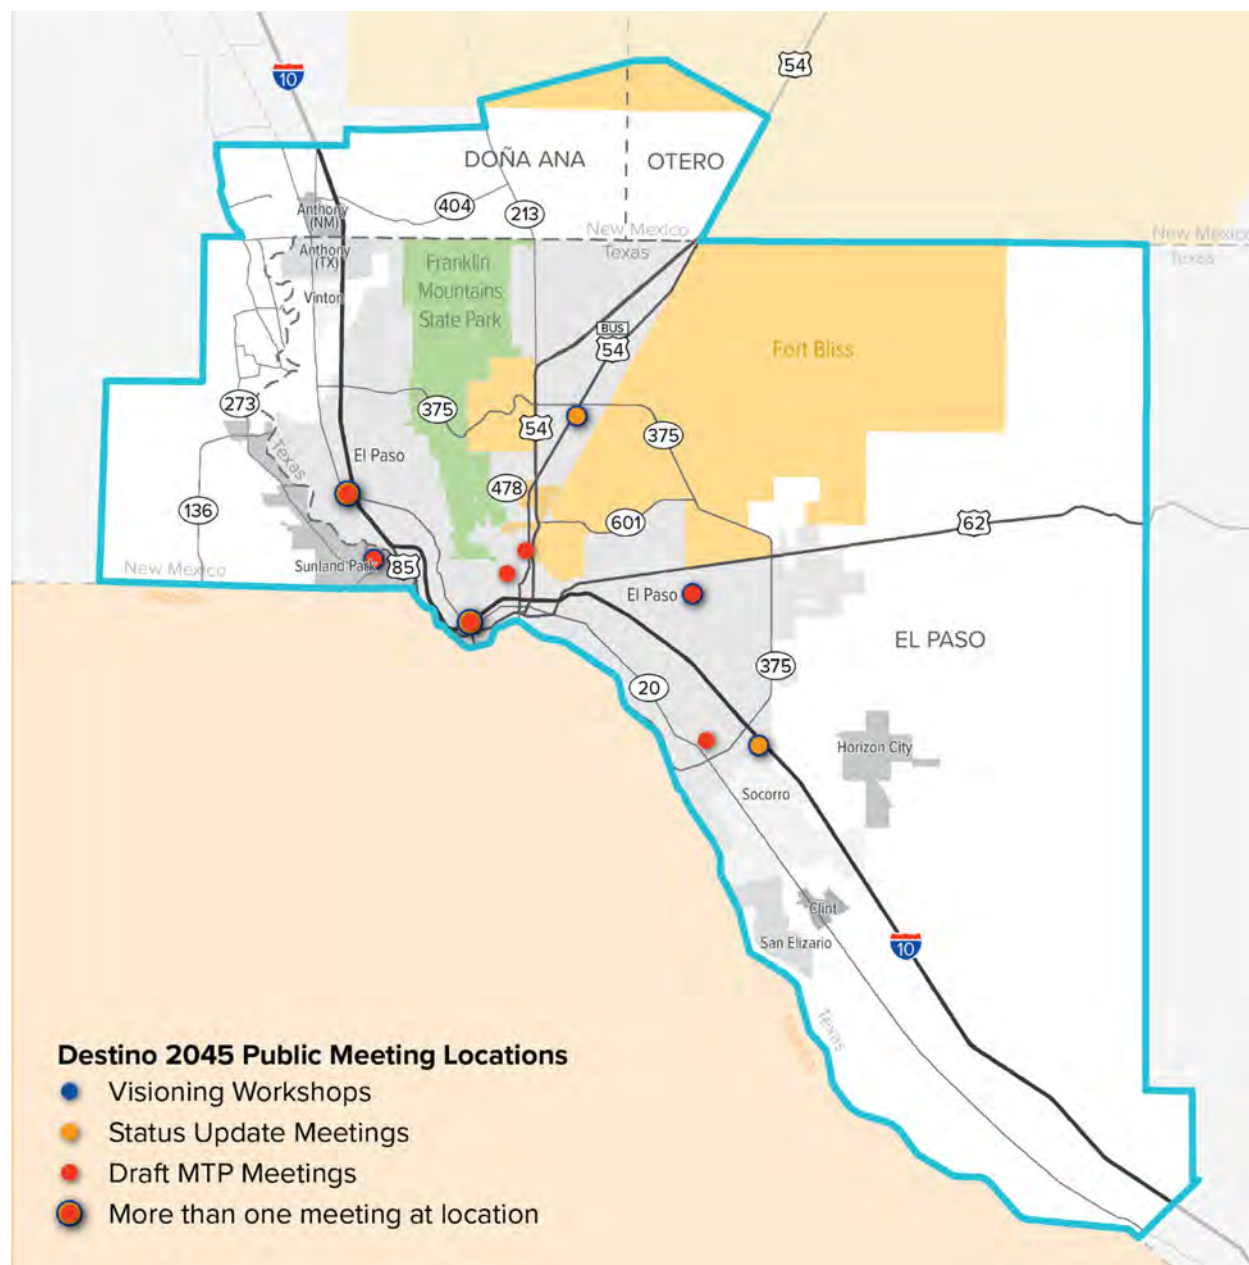 10
54
DOÑA ANA
OTERO
404
213
Anthony
(NM)
New Mexico
Texas
New Mexico
Texas
Anthony
(TX)
Vinton
Franklin
Mountains
State Park
BUS
54
Fort Bliss
273
375
54
375
Texas
El Paso
478
136
601
62
New Mexico
Sunland Park
85
El Paso
EL PASO
375
20
Horizon City
Socorro
Clint
San Elizario
10
Texas
Destino 2045 Public Meeting Locations
Visioning Workshops
Status Update Meetings
Draft MTP Meetings
More than one meeting at location